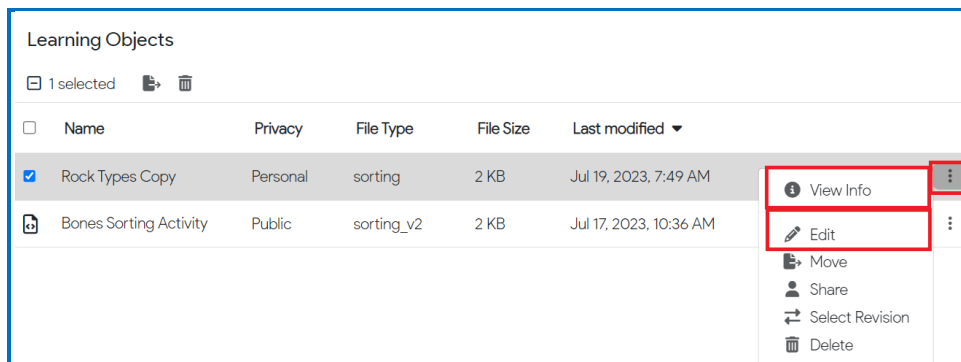 Learning Objects
1 selected
Name Privacy File Type File Size Last modified
Rock Types Copy Personal sorting 2 KB Jul 19, 2023, 7:49 AM
View Info
Bones Sorting Activity Public sorting_v2 2 KB Jul 17, 2023, 10:36 AM
Edit
Move
Share
Select Revision
Delete